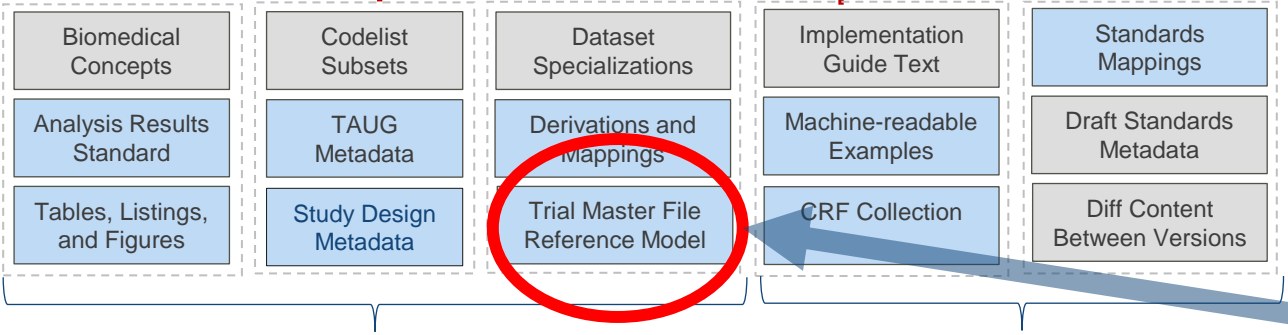 Biomedical
Concepts
Codelist
Subsets
Dataset
Specializations
Implementation
Guide Text
Standards
Mappings
Analysis Results
Standard
TAUG
Metadata
Derivations and
Mappings
Machine-readable
Examples
Draft Standards
Metadata
Tables, Listings,
and Figures
Study Design
Metadata
Trial Master File
Reference Model
CRF Collection
Diff Content
Between Versions